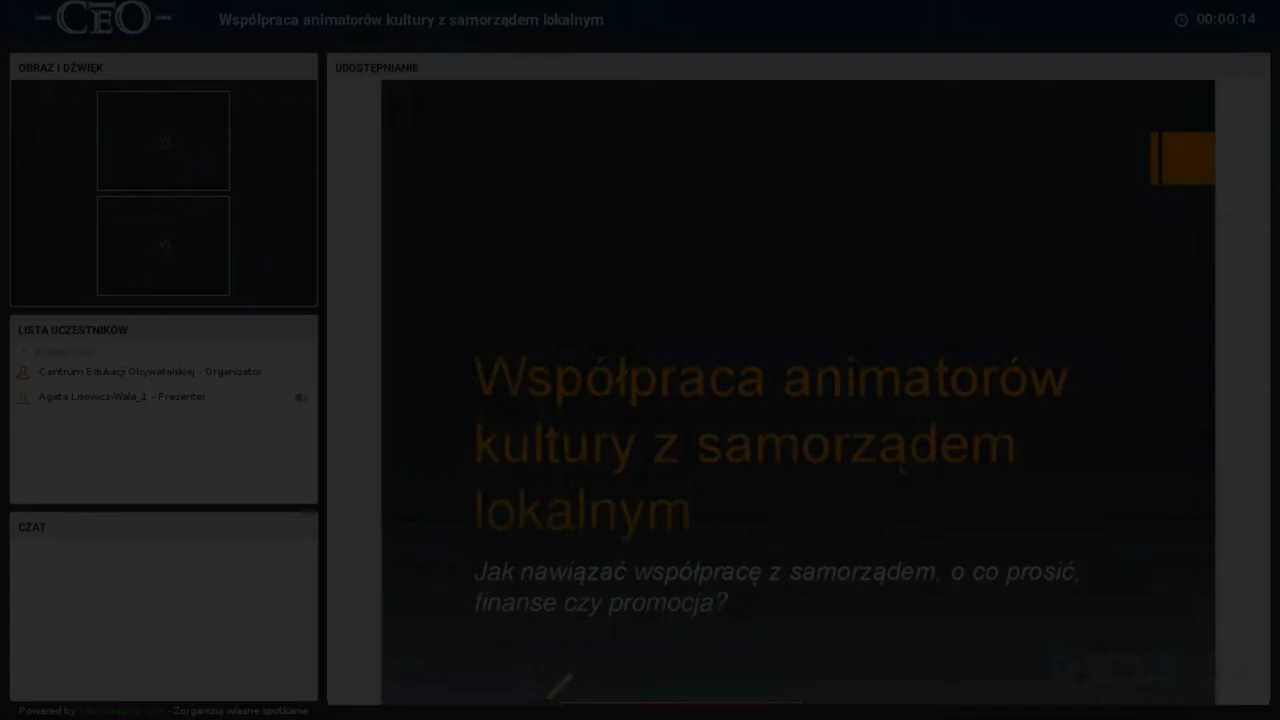 CEO
Współpraca animatorów kultury z samorządem lokalnym
00:00:14
OBRAZ I DŹWIĘK
UDOSTĘPNIANIE
LISTA UCZESTNIKÓW
Centrum Edukacji Obywatelskiej - Organizator
Agata Lisowicz-Wala_1 - Prezenter
CZAT
Współpraca animatorów
kultury z samorządem
lokalnym
Jak nawiązać współpracę z samorządem, o co prosić,
finanse czy promocja?
Powered by ClickMeeting.com - Zorganizuj własne spotkanie